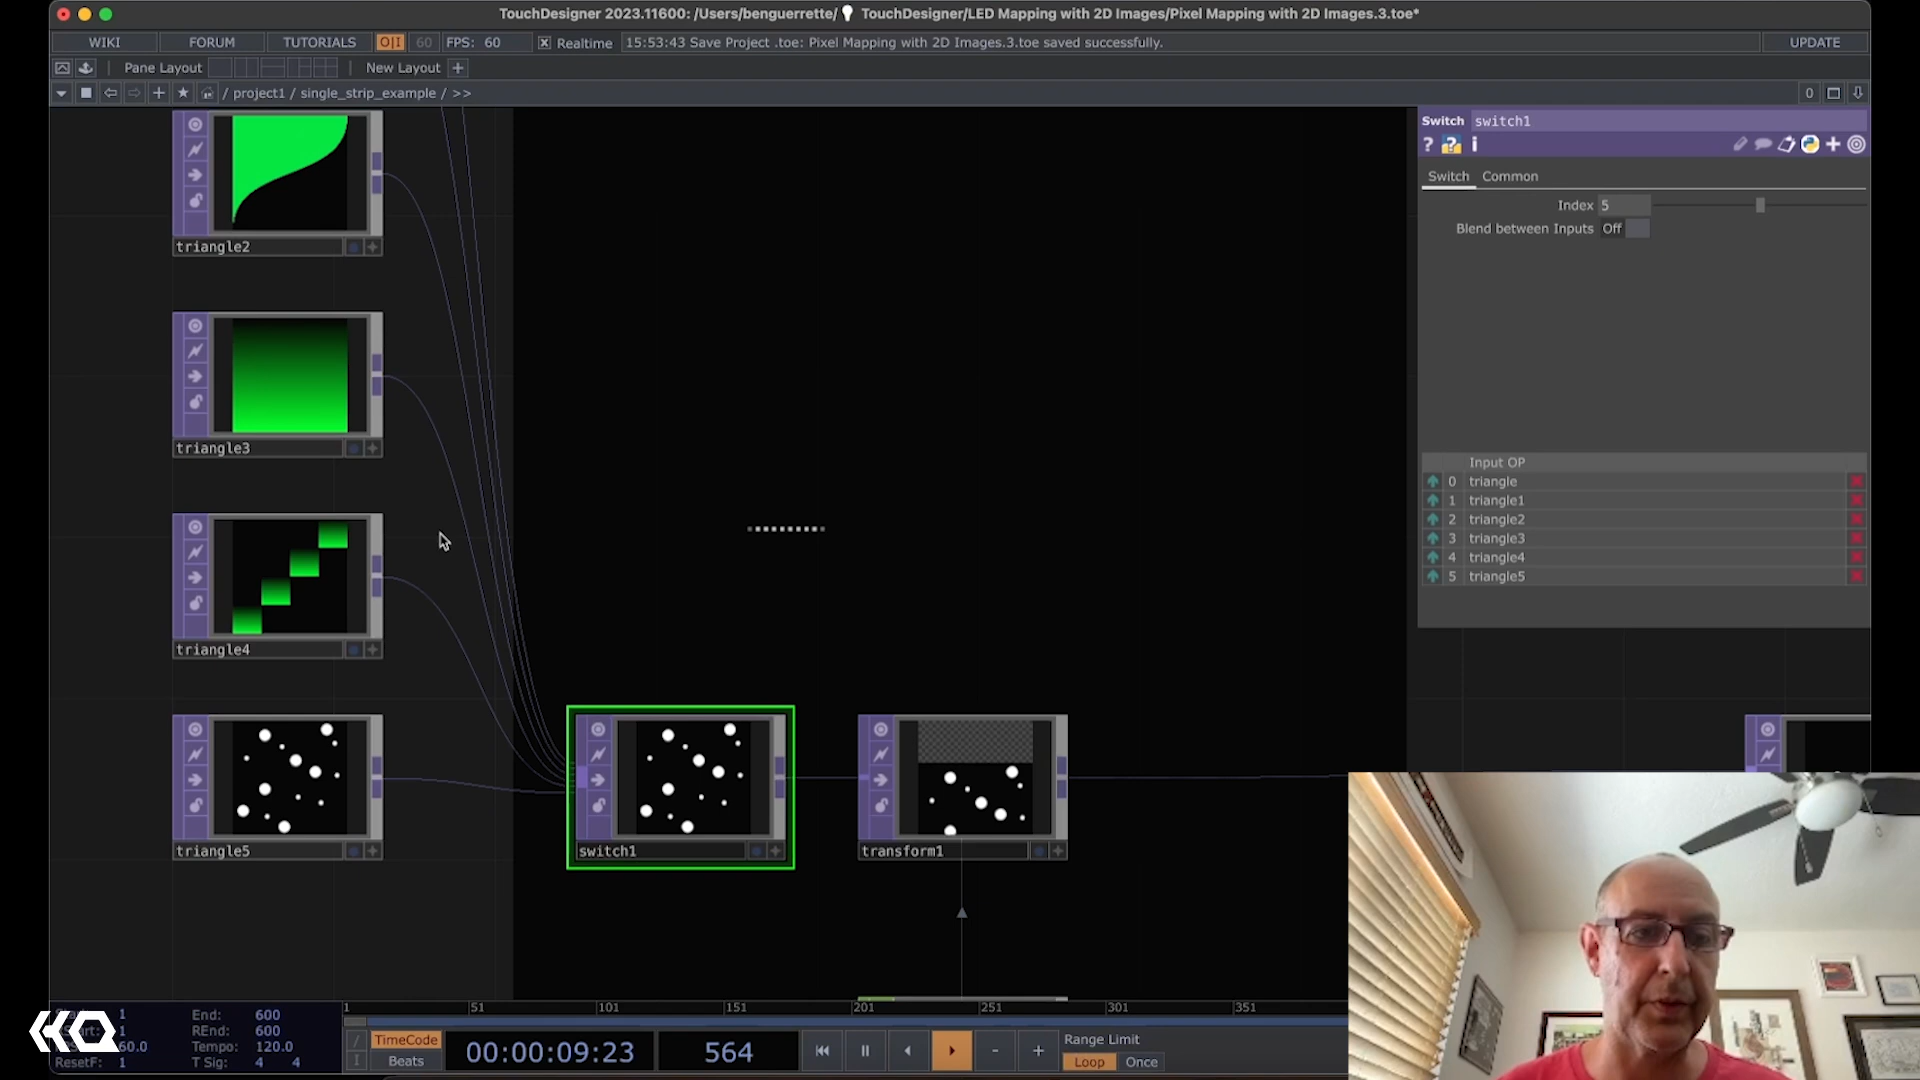 TouchDesigner 2023.11600: /Users/benguerrette/ TouchDesigner/LED Mapping with 2D Images/Pixel Mapping with 2D Images.3.toe*
WIKI FORUM TUTORIALS O|I 60 FPS: 60 Realtime 15:53:43 Save Project .toe: Pixel Mapping with 2D Images.3.toe saved successfully. UPDATE
Pane Layout New Layout +
/ project1 / single_strip_example / >> 0
Switch switch1
? ? i
Switch Common
Index 5
Blend between Inputs Off
triangle2
triangle3
triangle4
triangle5
switch1
transform1
Input OP
0 triangle
1 triangle1
2 triangle2
3 triangle3
4 triangle4
5 triangle5
1 51 101 151 201 251 301 351
1 End: 600
1 REnd: 600
60.0 Tempo: 120.0
ResetF: 1 T Sig: 4 4
TimeCode
Beats
00:00:09:23 564
- +
Range Limit
Loop Once